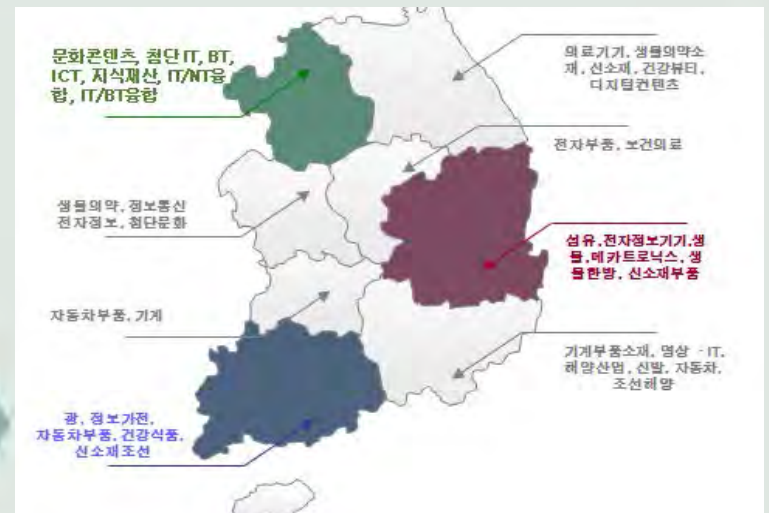 문화콘텐츠, 첨단 IT, BT,
ICT, 지식재산, IT/NT융
합, IT/BT융합
의료기기, 생물의약소
재, 신소재, 건강뷰티,
디지털컨텐츠
전자부품, 보건의료
생물의약, 정보통신
전자정보, 첨단문화
섬유,전자정보기기,생
물,메카트로닉스, 생
물한방, 신소재부품
자동차부품, 기계
기계부품소재, 영상 - IT,
해양산업, 신발, 자동차,
조선해양
광, 정보가전,
자동차부품, 건강식품,
신소재조선